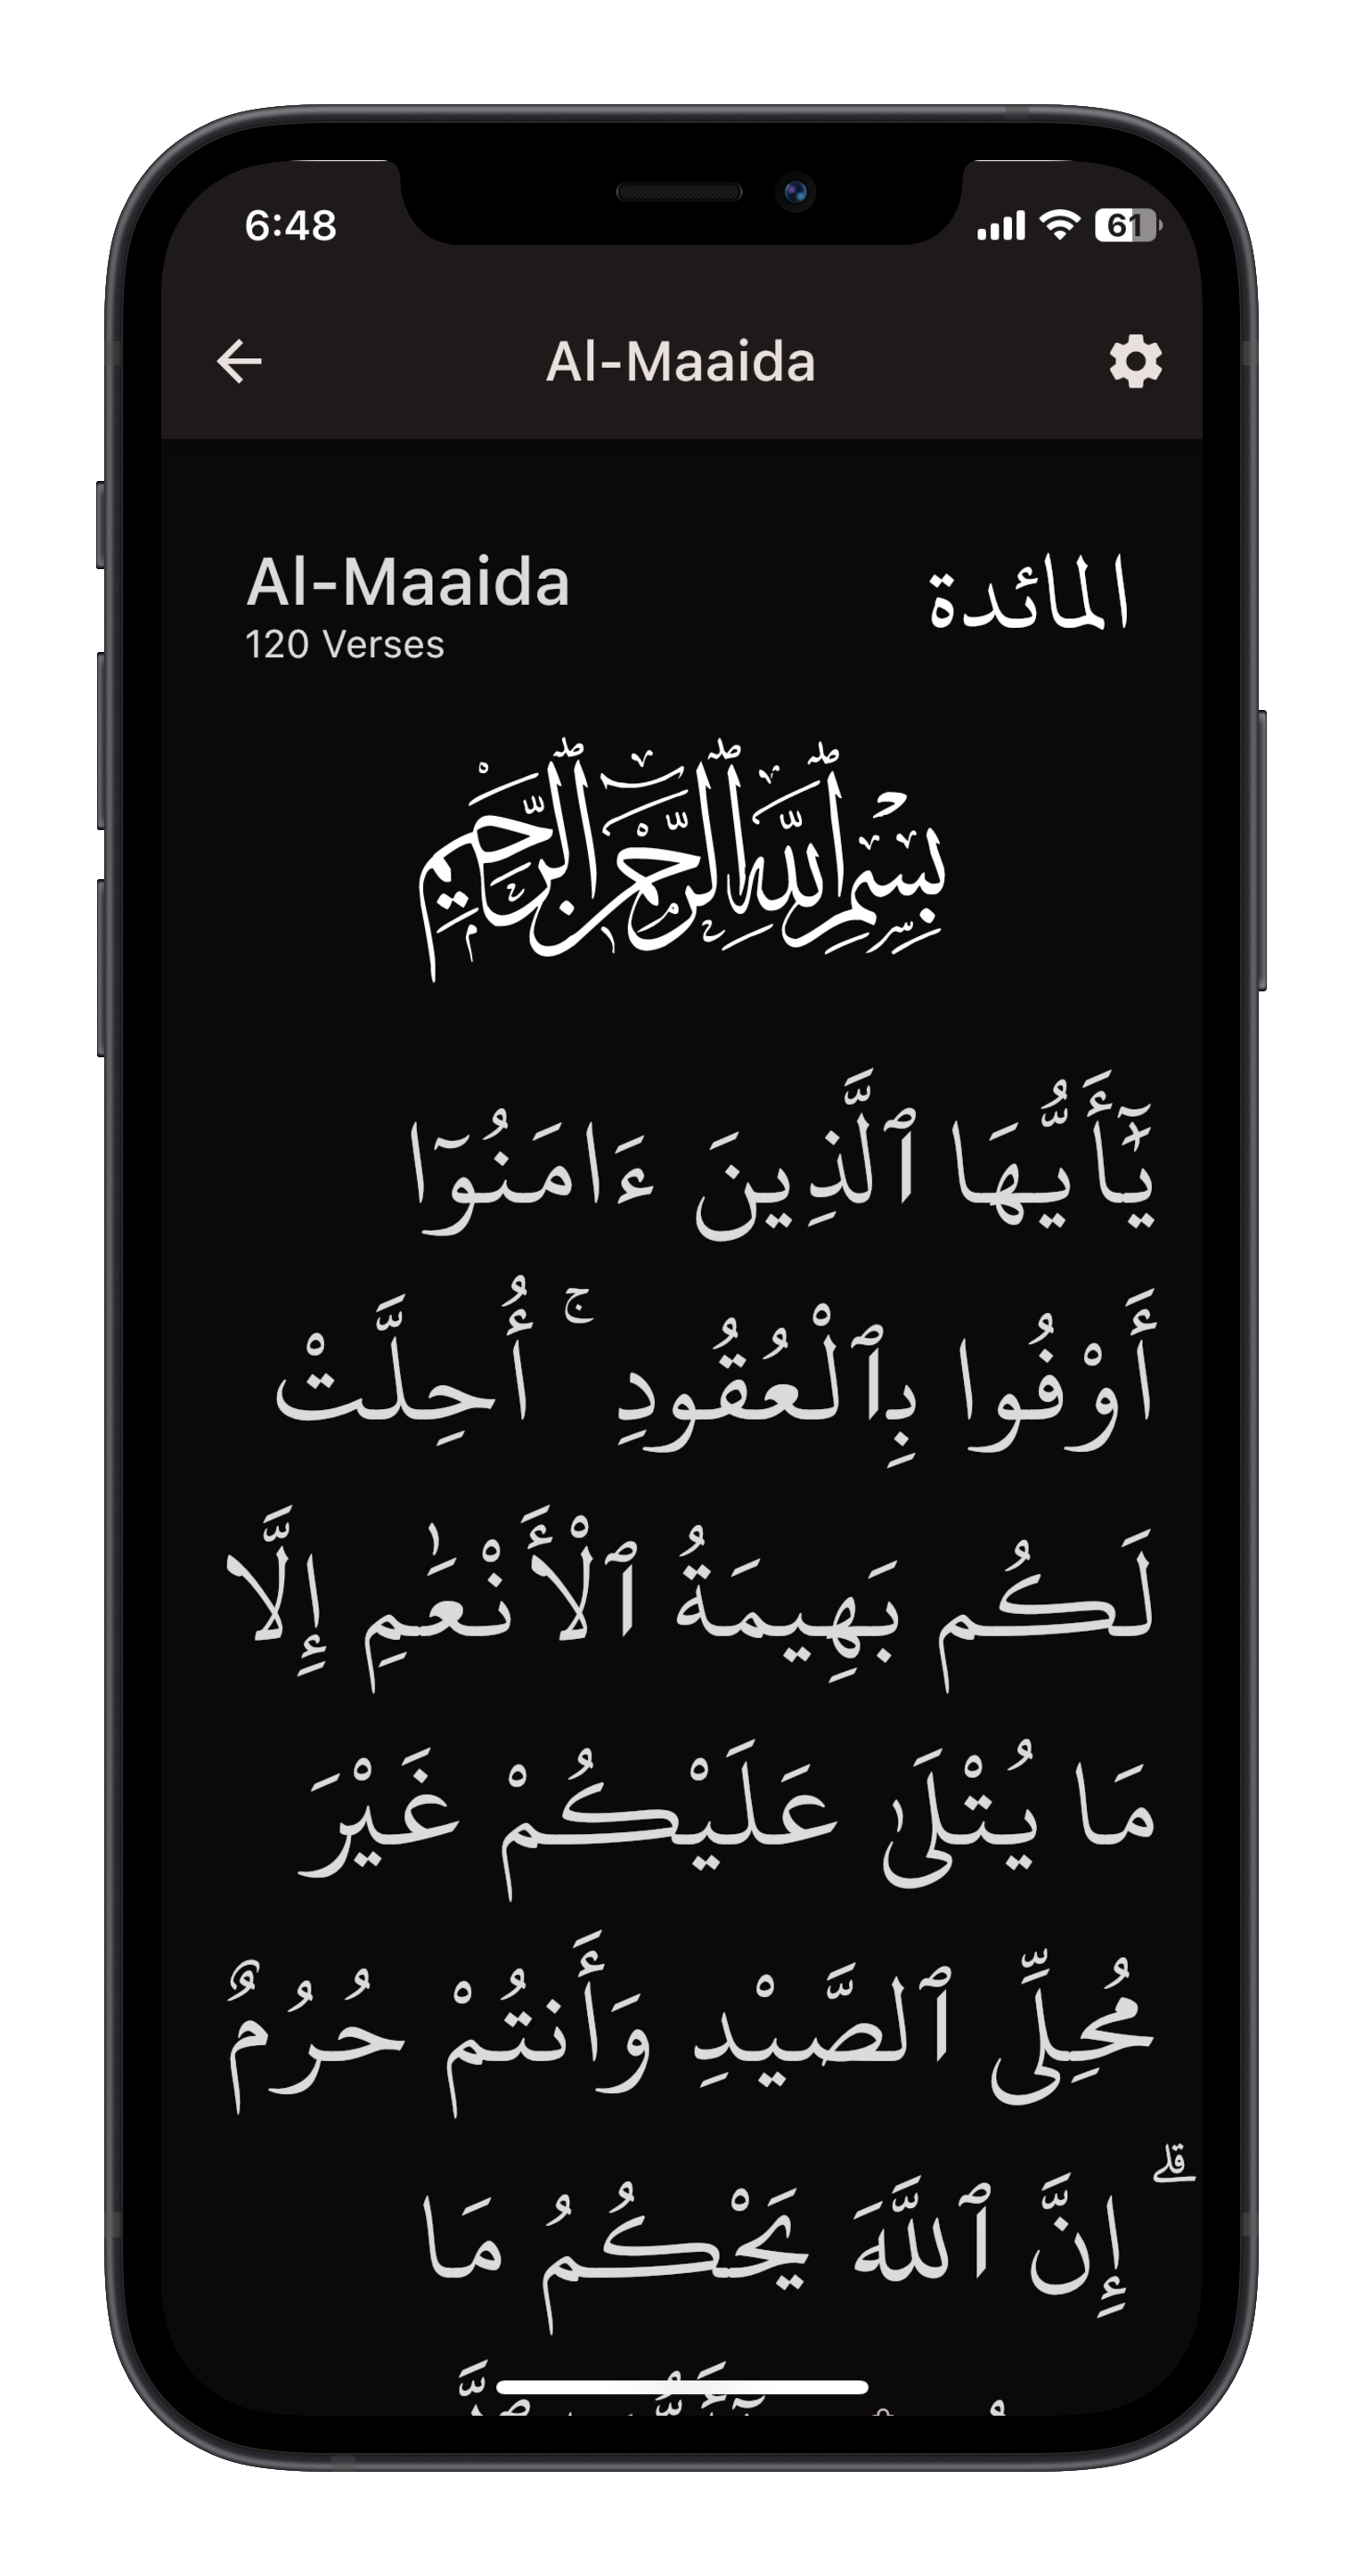 6:48
61
Al-Maaida
Al-Maaida
المائدة
120 Verses
بِسْمِ ٱللَّهِ ٱلرَّحْمَٰنِ ٱلرَّحِيمِ
يَٰٓأَيُّهَا ٱلَّذِينَ ءَامَنُوٓا۟
أَوْفُوا۟ بِٱلْعُقُودِ ۚ أُحِلَّتْ
لَكُم بَهِيمَةُ ٱلْأَنْعَٰمِ إِلَّا
مَا يُتْلَىٰ عَلَيْكُمْ غَيْرَ
مُحِلِّى ٱلصَّيْدِ وَأَنتُمْ حُرُمٌ
ۗ إِنَّ ٱللَّهَ يَحْكُمُ مَا